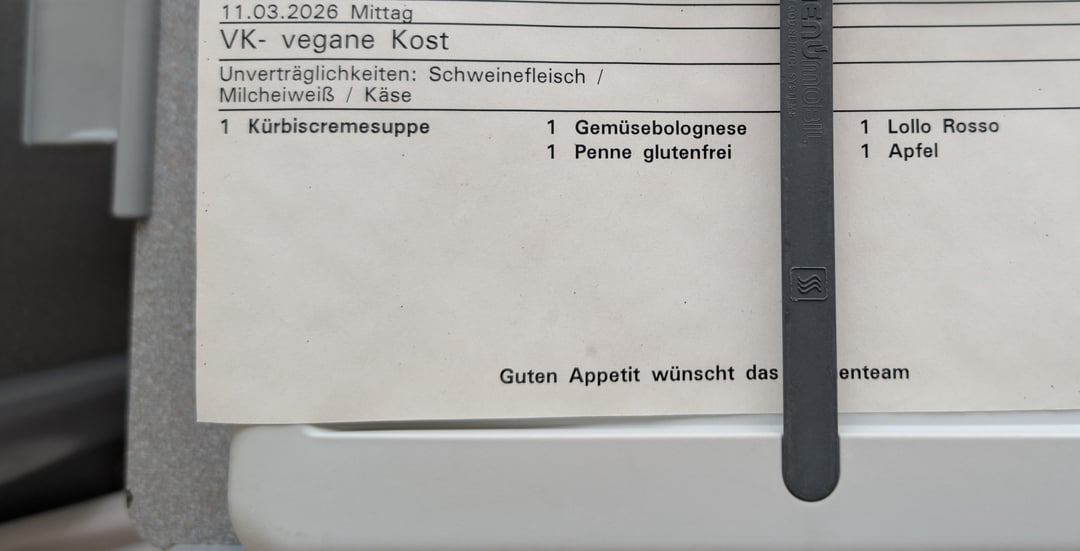 11.03.2026 Mittag
VK- vegane Kost
Unverträglichkeiten: Schweinefleisch /
Milcheiweiß / Käse
1 Kürbiscremesuppe 1 Gemüsebolognese 1 Lollo Rosso
1 Penne glutenfrei 1 Apfel
Guten Appetit wünscht das enteam